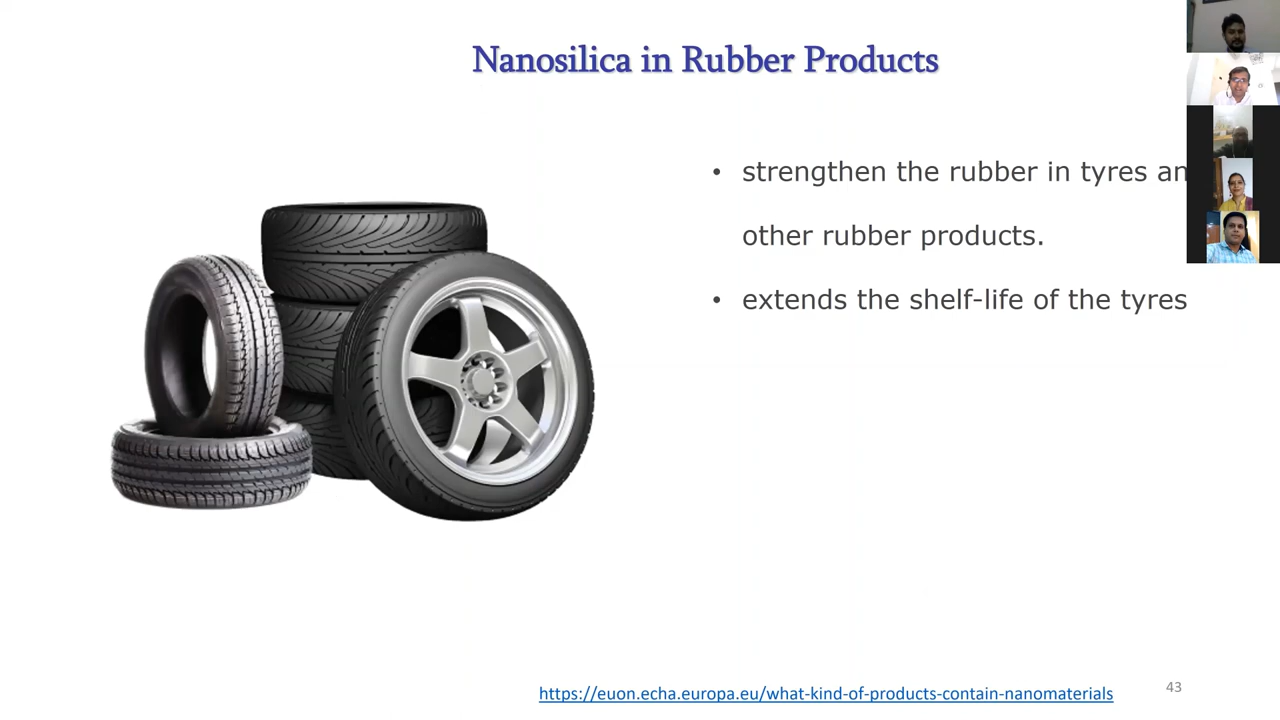 Nanosilica in Rubber Products
• strengthen the rubber in tyres an
other rubber products.
• extends the shelf-life of the tyres
https://euon.echa.europa.eu/what-kind-of-products-contain-nanomaterials
43